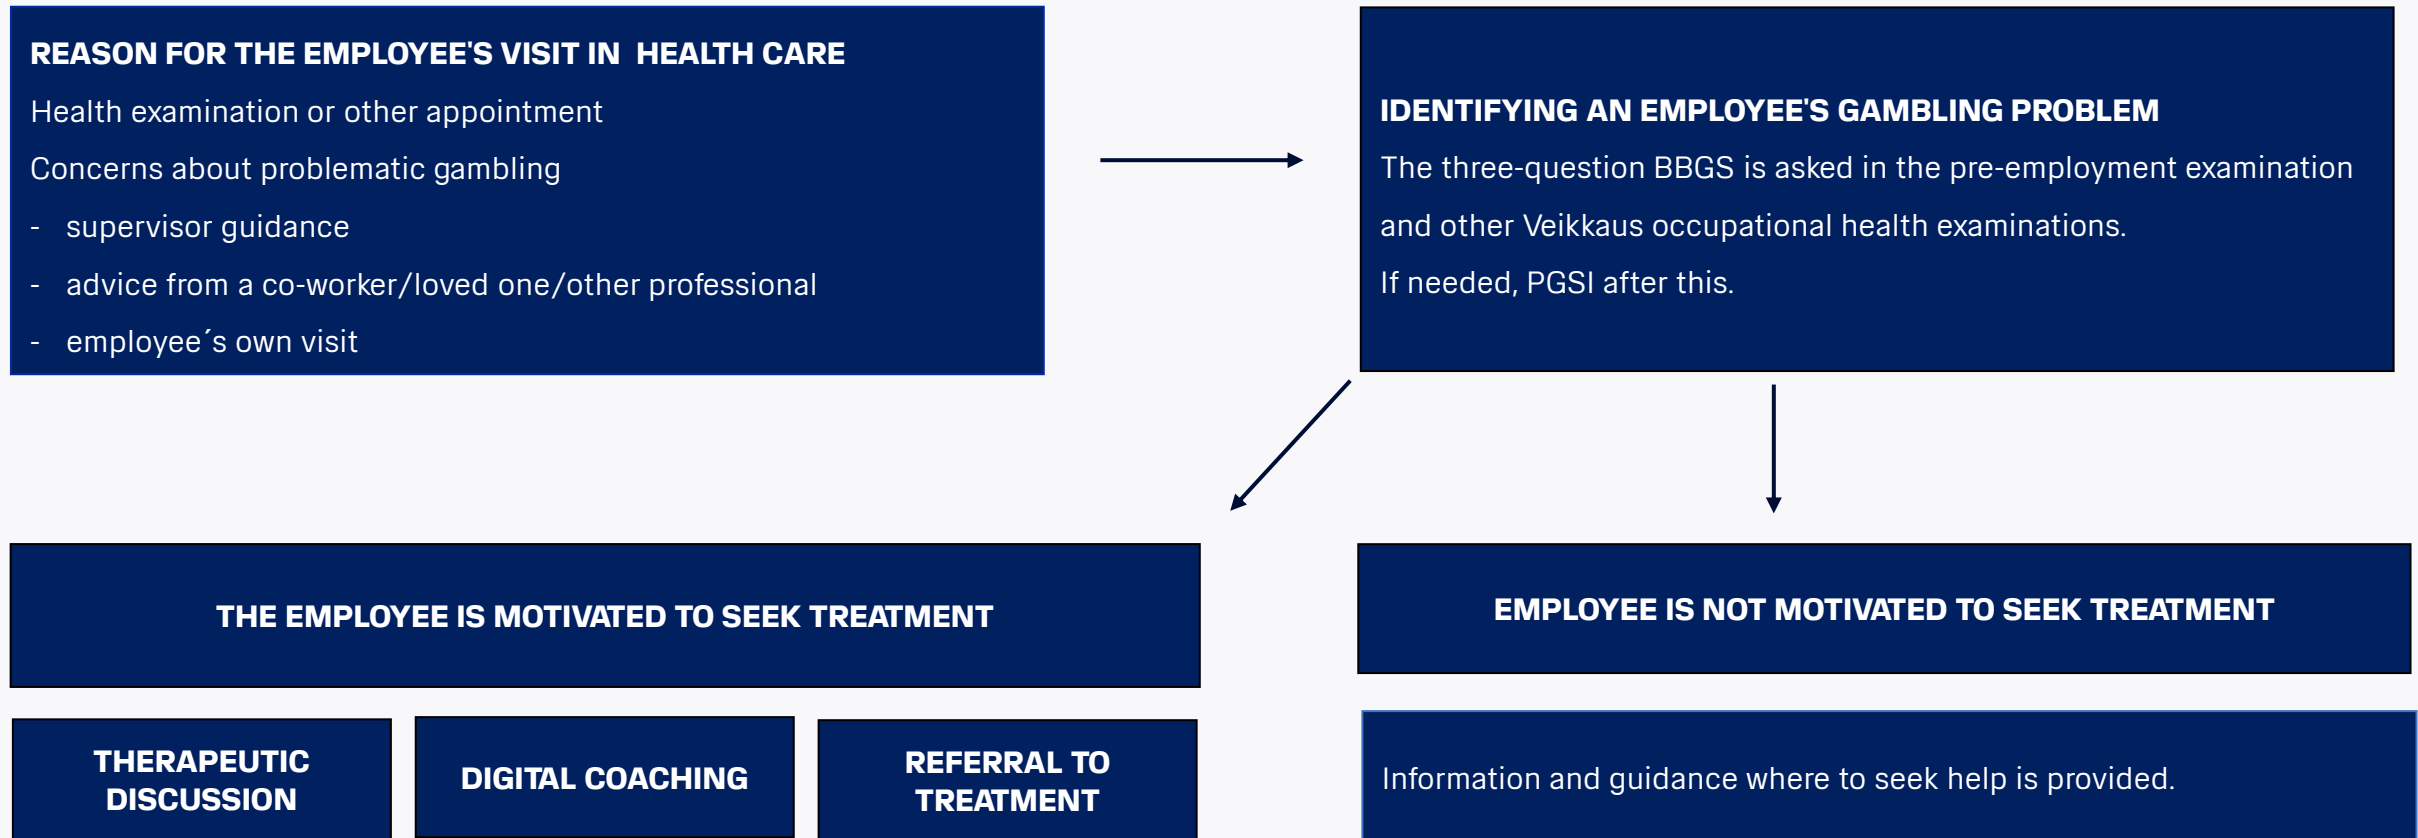 REASON FOR THE EMPLOYEE'S VISIT IN  HEALTH CARE
Health examination or other appointment
Concerns about problematic gambling
- supervisor guidance
- advice from a co-worker/loved one/other professional
- employee´s own visit
IDENTIFYING AN EMPLOYEE'S GAMBLING PROBLEM
The three-question BBGS is asked in the pre-employment examination
and other Veikkaus occupational health examinations.
If needed, PGSI after this.
THE EMPLOYEE IS MOTIVATED TO SEEK TREATMENT
EMPLOYEE IS NOT MOTIVATED TO SEEK TREATMENT
THERAPEUTIC
DISCUSSION
DIGITAL COACHING
REFERRAL TO
TREATMENT
Information and guidance where to seek help is provided.